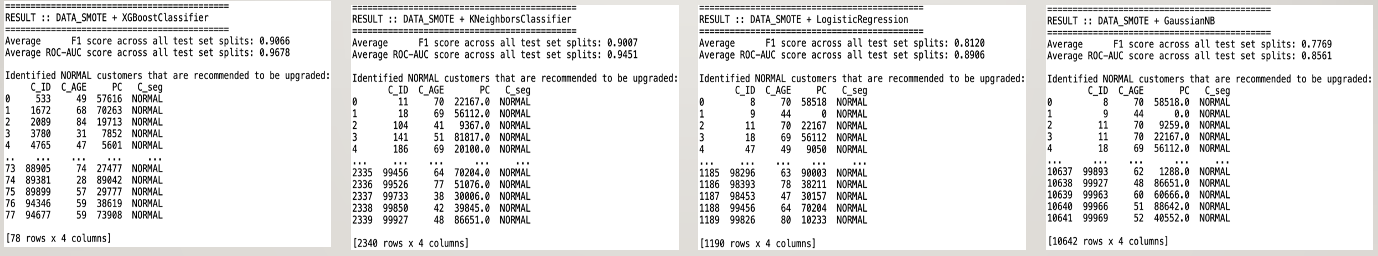 ==========================================
RESULT :: DATA_SMOTE + XGBoostClassifier
==========================================
Average      F1 score across all test set splits: 0.9066
Average ROC-AUC score across all test set splits: 0.9678
Identified NORMAL customers that are recommended to be upgraded:
C_ID C_AGE PC C_seg
0 533 49 57616 NORMAL
1 1672 68 70263 NORMAL
2 2089 84 19713 NORMAL
3 3780 31 7852 NORMAL
4 4765 47 5601 NORMAL
.. ... ... ... ...
73 88905 74 27477 NORMAL
74 89381 28 89042 NORMAL
75 89899 57 29777 NORMAL
76 94346 59 38619 NORMAL
77 94677 59 73908 NORMAL
[78 rows x 4 columns]
==========================================
RESULT :: DATA_SMOTE + KNeighborsClassifier
==========================================
Average      F1 score across all test set splits: 0.9007
Average ROC-AUC score across all test set splits: 0.9451
Identified NORMAL customers that are recommended to be upgraded:
C_ID C_AGE PC C_seg
0 11 70 22167.0 NORMAL
1 18 69 56112.0 NORMAL
2 104 41 9367.0 NORMAL
3 141 51 81817.0 NORMAL
4 186 69 20100.0 NORMAL
... ... ... ... ...
2335 99456 64 70204.0 NORMAL
2336 99526 77 51076.0 NORMAL
2337 99733 38 30006.0 NORMAL
2338 99850 42 39845.0 NORMAL
2339 99927 48 86651.0 NORMAL
[2340 rows x 4 columns]
==========================================
RESULT :: DATA_SMOTE + LogisticRegression
==========================================
Average      F1 score across all test set splits: 0.8120
Average ROC-AUC score across all test set splits: 0.8906
Identified NORMAL customers that are recommended to be upgraded:
C_ID C_AGE PC C_seg
0 8 70 58518 NORMAL
1 9 44 0 NORMAL
2 11 70 22167 NORMAL
3 18 69 56112 NORMAL
4 47 49 9050 NORMAL
... ... ... ... ...
1185 98296 63 90003 NORMAL
1186 98393 78 38211 NORMAL
1187 98453 47 30157 NORMAL
1188 99456 64 70204 NORMAL
1189 99826 80 10233 NORMAL
[1190 rows x 4 columns]
==========================================
RESULT :: DATA_SMOTE + GaussianNB
==========================================
Average      F1 score across all test set splits: 0.7769
Average ROC-AUC score across all test set splits: 0.8561
Identified NORMAL customers that are recommended to be upgraded:
C_ID C_AGE PC C_seg
0 8 70 58518.0 NORMAL
1 9 44 0.0 NORMAL
2 11 70 9259.0 NORMAL
3 11 70 22167.0 NORMAL
4 18 69 56112.0 NORMAL
... ... ... ... ...
10637 99893 62 1288.0 NORMAL
10638 99927 48 86651.0 NORMAL
10639 99963 60 60666.0 NORMAL
10640 99966 51 88642.0 NORMAL
10641 99969 52 40552.0 NORMAL
[10642 rows x 4 columns]